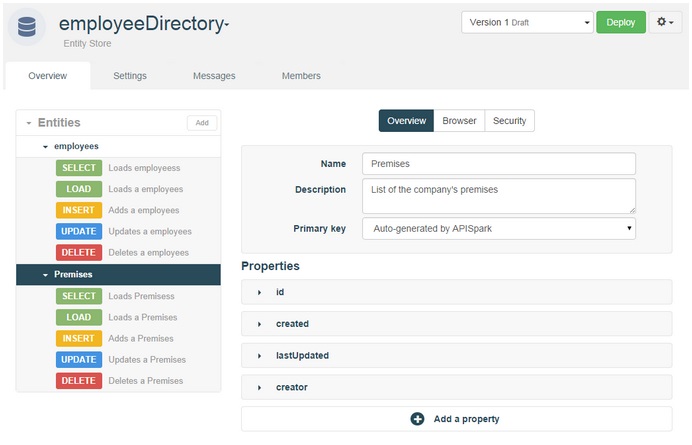 employeeDirectory
Entity Store
Version 1 Draft
Deploy
Overview
Settings
Messages
Members
Entities
Add
employees
SELECT Loads employeess
LOAD Loads a employees
INSERT Adds a employees
UPDATE Updates a employees
DELETE Deletes a employees
Premises
SELECT Loads Premisess
LOAD Loads a Premises
INSERT Adds a Premises
UPDATE Updates a Premises
DELETE Deletes a Premises
Overview
Browser
Security
Name Premises
Description List of the company's premises
Primary key Auto-generated by APISpark
Properties
id
created
lastUpdated
creator
Add a property